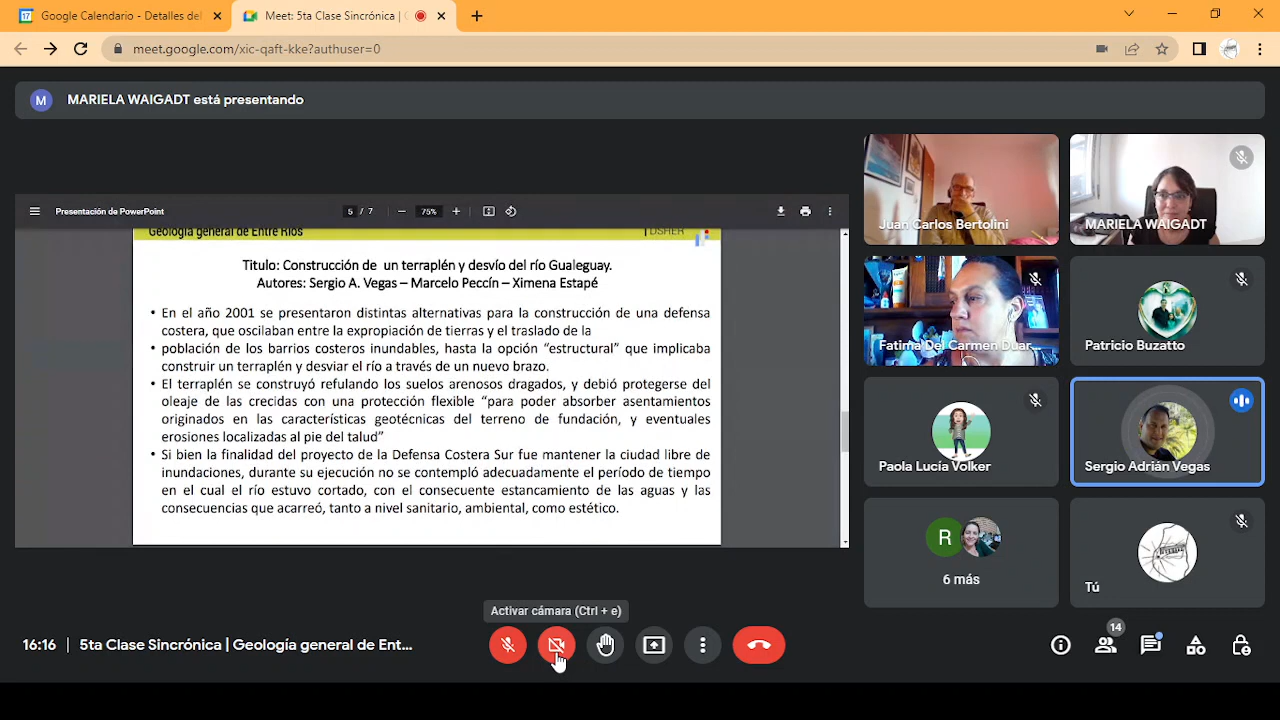 Google Calendario - Detalles del
Meet: 5ta Clase Sincrónica |
meet.google.com/xic-qaft-kke?authuser=0
M
MARIELA WAIGADT está presentando
Presentación de PowerPoint
5 / 7
75%
Geología general de Entre Ríos
DSHER
Titulo: Construcción de un terraplén y desvío del río Gualeguay.
Autores: Sergio A. Vegas – Marcelo Peccín – Ximena Estapé
• En el año 2001 se presentaron distintas alternativas para la construcción de una defensa
costera, que oscilaban entre la expropiación de tierras y el traslado de la
• población de los barrios costeros inundables, hasta la opción “estructural” que implicaba
construir un terraplén y desviar el río a través de un nuevo brazo.
• El terraplén se construyó refulando los suelos arenosos dragados, y debió protegerse del
oleaje de las crecidas con una protección flexible “para poder absorber asentamientos
originados en las características geotécnicas del terreno de fundación, y eventuales
erosiones localizadas al pie del talud”
• Si bien la finalidad del proyecto de la Defensa Costera Sur fue mantener la ciudad libre de
inundaciones, durante su ejecución no se contempló adecuadamente el período de tiempo
en el cual el río estuvo cortado, con el consecuente estancamiento de las aguas y las
consecuencias que acarreó, tanto a nivel sanitario, ambiental, como estético.
Juan Carlos Bertolini
MARIELA WAIGADT
Fatima Del Carmen Duar...
Patricio Buzatto
Paola Lucía Volker
Sergio Adrián Vegas
R
6 más
Tú
Activar cámara (Ctrl + e)
16:16 | 5ta Clase Sincrónica | Geología general de Ent...
14